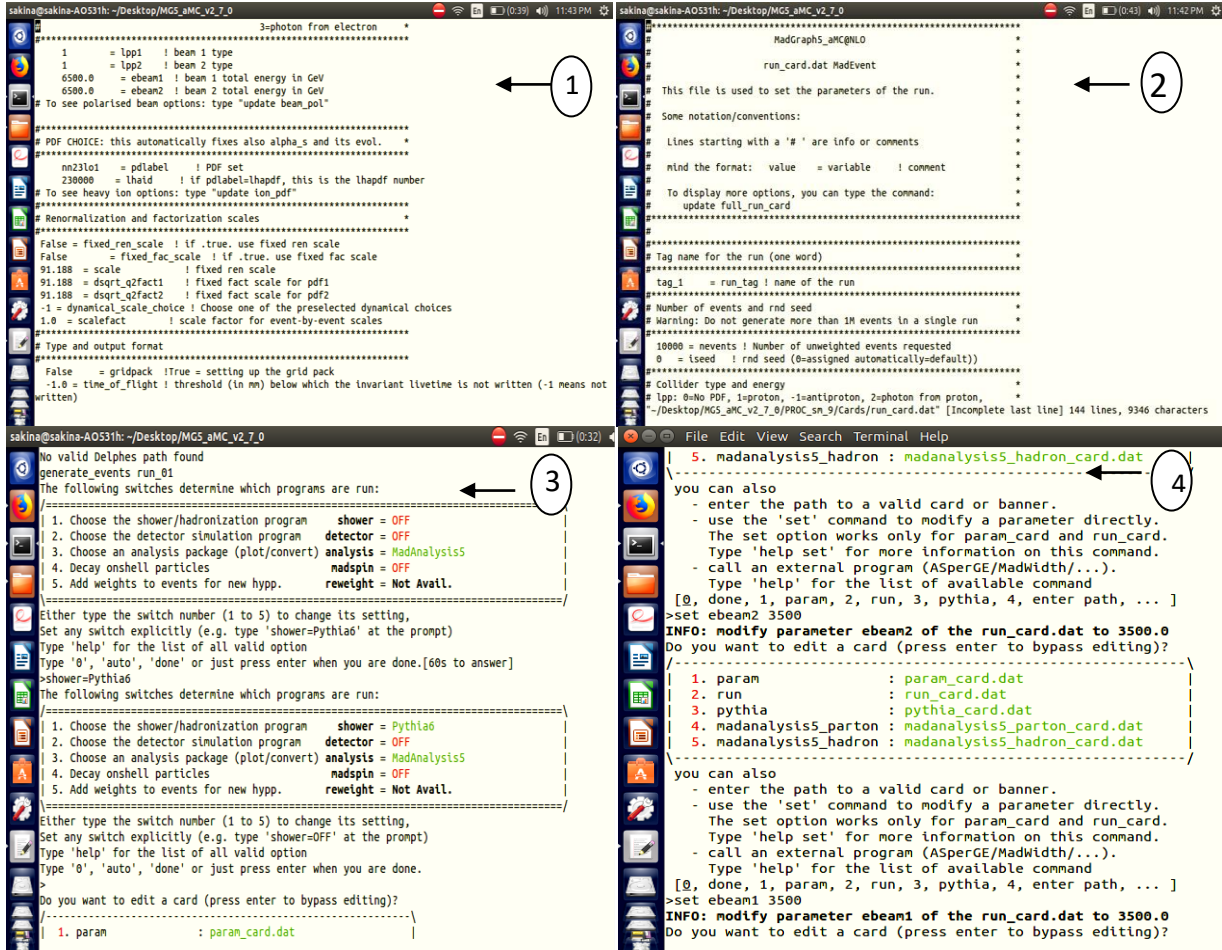 sakina@sakina-AO531h: ~/Desktop/MG5_aMC_v2_7_0 En (0:39) 11:43 PM
# 3=photon from electron *
#*********************************************************************
1 = lpp1 ! beam 1 type
1 = lpp2 ! beam 2 type
6500.0 = ebeam1 ! beam 1 total energy in GeV
6500.0 = ebeam2 ! beam 2 total energy in GeV
# To see polarised beam options: type "update beam_pol"
#*********************************************************************
# PDF CHOICE: this automatically fixes also alpha_s and its evol. *
#*********************************************************************
nn23lo1 = pdlabel ! PDF set
230000 = lhaid ! if pdlabel=lhapdf, this is the lhapdf number
# To see heavy ion options: type "update ion_pdf"
#*********************************************************************
# Renormalization and factorization scales *
#*********************************************************************
False = fixed_ren_scale ! if .true. use fixed ren scale
False = fixed_fac_scale ! if .true. use fixed fac scale
91.188 = scale ! fixed ren scale
91.188 = dsqrt_q2fact1 ! fixed fact scale for pdf1
91.188 = dsqrt_q2fact2 ! fixed fact scale for pdf2
-1 = dynamical_scale_choice ! Choose one of the preselected dynamical choices
1.0 = scalefact ! scale factor for event-by-event scales
#*********************************************************************
# Type and output format
#*********************************************************************
False = gridpack !True = setting up the grid pack
-1.0 = time_of_flight ! threshold (in mm) below which the invariant livetime is not written (-1 means not
written)
1
sakina@sakina-AO531h: ~/Desktop/MG5_aMC_v2_7_0 En (0:43) 11:42 PM
#*********************************************************************
# MadGraph5_aMC@NLO *
# *
# run_card.dat MadEvent *
# *
# This file is used to set the parameters of the run. *
# *
# Some notation/conventions: *
# *
# Lines starting with a '# ' are info or comments *
# *
# mind the format: value = variable ! comment *
# *
# To display more options, you can type the command: *
# update full_run_card *
#*********************************************************************
#
#*********************************************************************
# Tag name for the run (one word) *
#*********************************************************************
tag_1 = run_tag ! name of the run
#*********************************************************************
# Number of events and rnd seed *
# Warning: Do not generate more than 1M events in a single run *
#*********************************************************************
10000 = nevents ! Number of unweighted events requested
0 = iseed ! rnd seed (0=assigned automatically=default))
#*********************************************************************
# Collider type and energy *
# lpp: 0=No PDF, 1=proton, -1=antiproton, 2=photon from proton, *
"~/Desktop/MG5_aMC_v2_7_0/PROC_sm_9/Cards/run_card.dat" [Incomplete last line] 144 lines, 9346 characters
2
sakina@sakina-AO531h: ~/Desktop/MG5_aMC_v2_7_0 En (0:32)
No valid Delphes path found
generate_events run_01
The following switches determine which programs are run:
/==========================================================================\
| 1. Choose the shower/hadronization program shower = OFF |
| 2. Choose the detector simulation program detector = OFF |
| 3. Choose an analysis package (plot/convert) analysis = MadAnalysis5 |
| 4. Decay onshell particles madspin = OFF |
| 5. Add weights to events for new hypp. reweight = Not Avail. |
\==========================================================================/
Either type the switch number (1 to 5) to change its setting,
Set any switch explicitly (e.g. type 'shower=Pythia6' at the prompt)
Type 'help' for the list of all valid option
Type '0', 'auto', 'done' or just press enter when you are done.[60s to answer]
>shower=Pythia6
The following switches determine which programs are run:
/==========================================================================\
| 1. Choose the shower/hadronization program shower = Pythia6 |
| 2. Choose the detector simulation program detector = OFF |
| 3. Choose an analysis package (plot/convert) analysis = MadAnalysis5 |
| 4. Decay onshell particles madspin = OFF |
| 5. Add weights to events for new hypp. reweight = Not Avail. |
\==========================================================================/
Either type the switch number (1 to 5) to change its setting,
Set any switch explicitly (e.g. type 'shower=OFF' at the prompt)
Type 'help' for the list of all valid option
Type '0', 'auto', 'done' or just press enter when you are done.
>
Do you want to edit a card (press enter to bypass editing)?
/------------------------------------------------------------\
| 1. param : param_card.dat |
3
File Edit View Search Terminal Help
| 5. madanalysis5_hadron : madanalysis5_hadron_card.dat |
\------------------------------------------------------------/
you can also
- enter the path to a valid card or banner.
- use the 'set' command to modify a parameter directly.
The set option works only for param_card and run_card.
Type 'help set' for more information on this command.
- call an external program (ASperGE/MadWidth/...).
Type 'help' for the list of available command
[0, done, 1, param, 2, run, 3, pythia, 4, enter path, ... ]
>set ebeam2 3500
INFO: modify parameter ebeam2 of the run_card.dat to 3500.0
Do you want to edit a card (press enter to bypass editing)?
/------------------------------------------------------------\
| 1. param : param_card.dat |
| 2. run : run_card.dat |
| 3. pythia : pythia_card.dat |
| 4. madanalysis5_parton : madanalysis5_parton_card.dat |
| 5. madanalysis5_hadron : madanalysis5_hadron_card.dat |
\------------------------------------------------------------/
you can also
- enter the path to a valid card or banner.
- use the 'set' command to modify a parameter directly.
The set option works only for param_card and run_card.
Type 'help set' for more information on this command.
- call an external program (ASperGE/MadWidth/...).
Type 'help' for the list of available command
[0, done, 1, param, 2, run, 3, pythia, 4, enter path, ... ]
>set ebeam1 3500
INFO: modify parameter ebeam1 of the run_card.dat to 3500.0
Do you want to edit a card (press enter to bypass editing)?
4